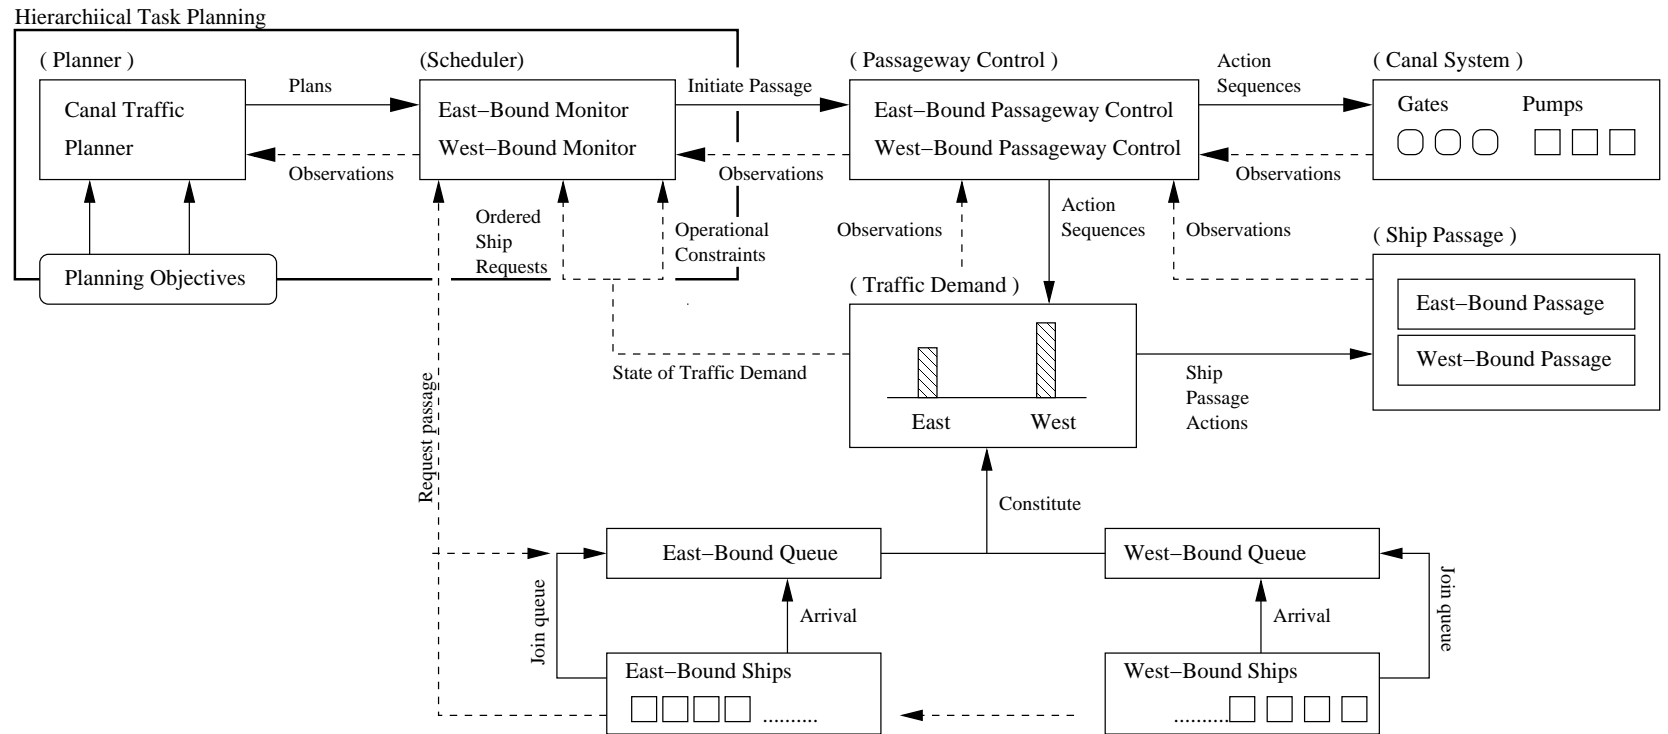 Hierarchiical Task Planning
( Planner )
Canal Traffic
Planner
Plans
Observations
Planning Objectives
(Scheduler)
East−Bound Monitor
West−Bound Monitor
Initiate Passage
Observations
Ordered
Ship
Requests
Operational
Constraints
( Passageway Control )
East−Bound Passageway Control
West−Bound Passageway Control
Action
Sequences
Observations
( Canal System )
Gates
Pumps
Observations
Action
Sequences
Observations
( Ship Passage )
East−Bound Passage
West−Bound Passage
( Traffic Demand )
East
West
State of Traffic Demand
Ship
Passage
Actions
Request passage
Constitute
East−Bound Queue
West−Bound Queue
Join queue
Arrival
Arrival
Join queue
East−Bound Ships
..........
West−Bound Ships
..........